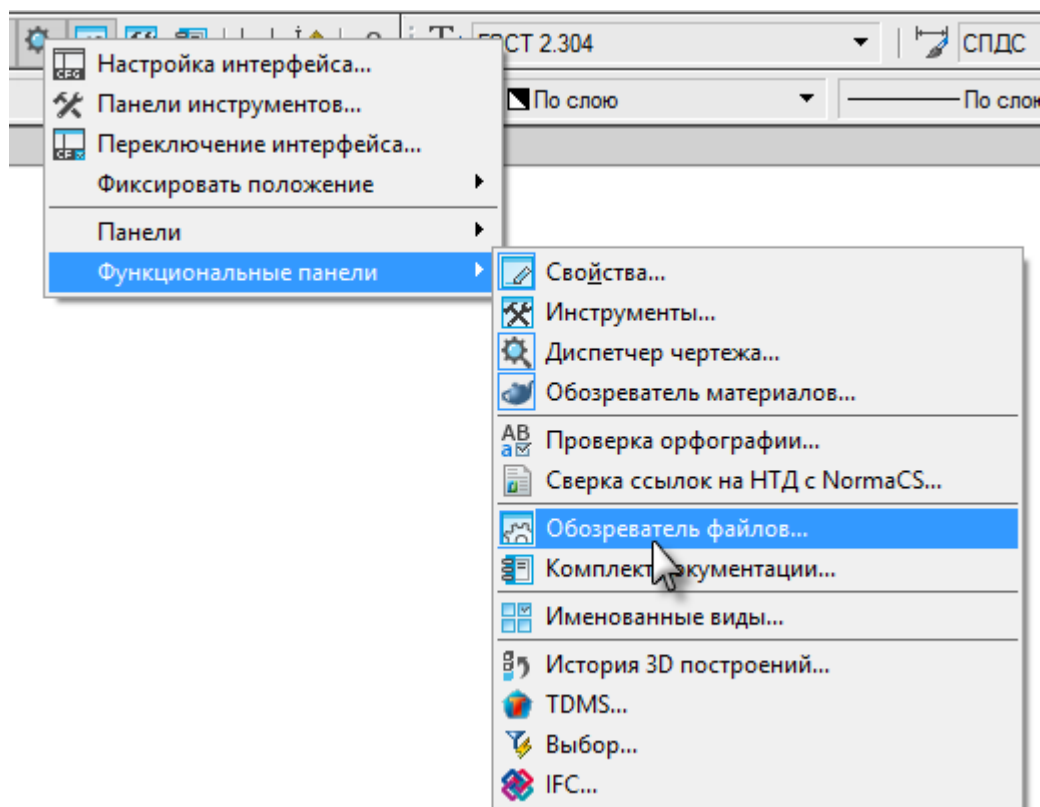 ГОСТ 2.304
СПДС
Настройка интерфейса...
Панели инструментов...
Переключение интерфейса...
Фиксировать положение
Панели
Функциональные панели
По слою
По слою
Свойства...
Инструменты...
Диспетчер чертежа...
Обозреватель материалов...
Проверка орфографии...
Сверка ссылок на НТД с NormaCS...
Обозреватель файлов...
Комплект документации...
Именованные виды...
История 3D построений...
TDMS...
Выбор...
IFC...